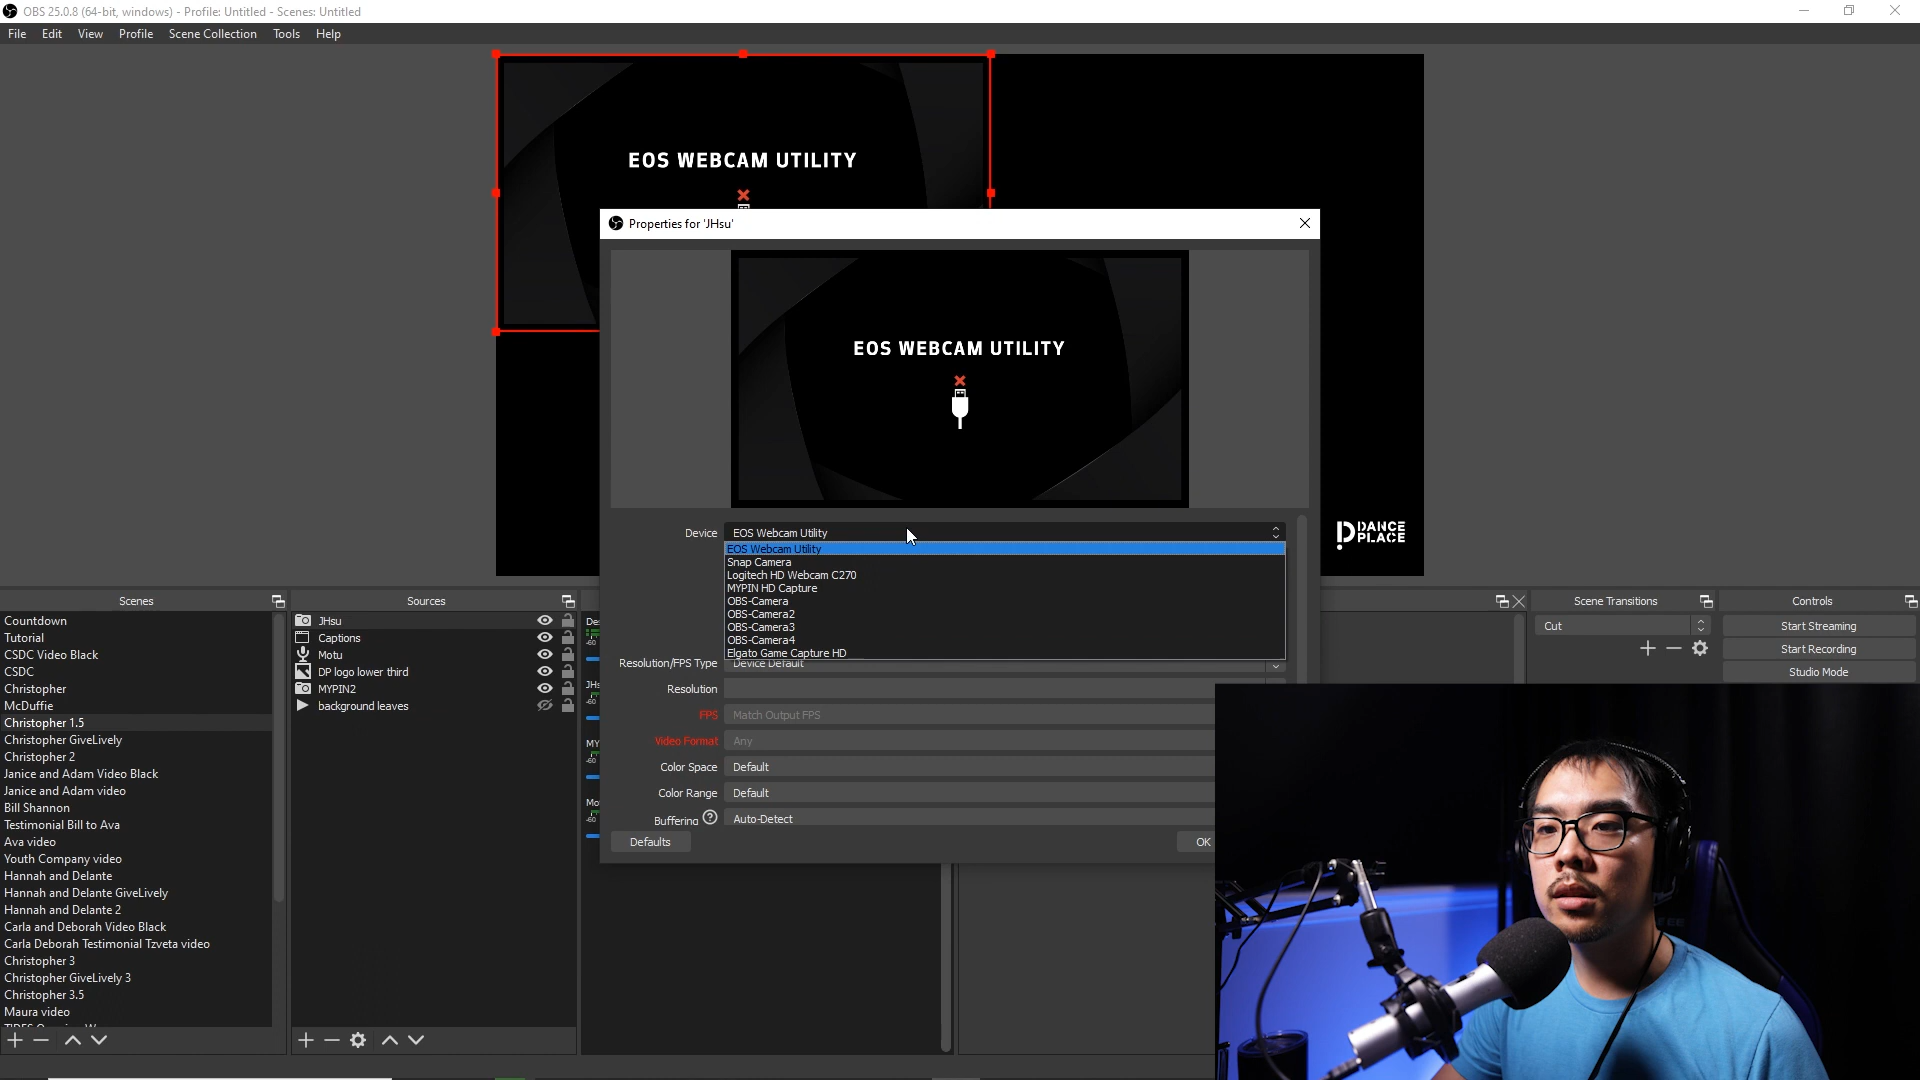 OBS 25.0.8 (64-bit, windows) - Profile: Untitled - Scenes: Untitled
File Edit View Profile Scene Collection Tools Help
EOS WEBCAM UTILITY
Properties for 'JHsu'
EOS WEBCAM UTILITY
Device EOS Webcam Utility
EOS Webcam Utility
Snap Camera
Logitech HD Webcam C270
MYPIN HD Capture
OBS-Camera
OBS-Camera2
OBS-Camera3
OBS-Camera4
Elgato Game Capture HD
Resolution/FPS Type Device Default
Resolution
FPS Match Output FPS
Video Format Any
Color Space Default
Color Range Default
Buffering Auto-Detect
Defaults OK
DANCE
PLACE
Scenes
Countdown
Tutorial
CSDC Video Black
CSDC
Christopher
McDuffie
Christopher 1.5
Christopher GiveLively
Christopher 2
Janice and Adam Video Black
Janice and Adam video
Bill Shannon
Testimonial Bill to Ava
Ava video
Youth Company video
Hannah and Delante
Hannah and Delante GiveLively
Hannah and Delante 2
Carla and Deborah Video Black
Carla Deborah Testimonial Tzveta video
Christopher 3
Christopher GiveLively 3
Christopher 3.5
Maura video
Sources
JHsu
Captions
Motu
DP logo lower third
MYPIN2
background leaves
Des
-60
JHs
-60
MY
-60
Mo
-60
Scene Transitions
Cut
Controls
Start Streaming
Start Recording
Studio Mode